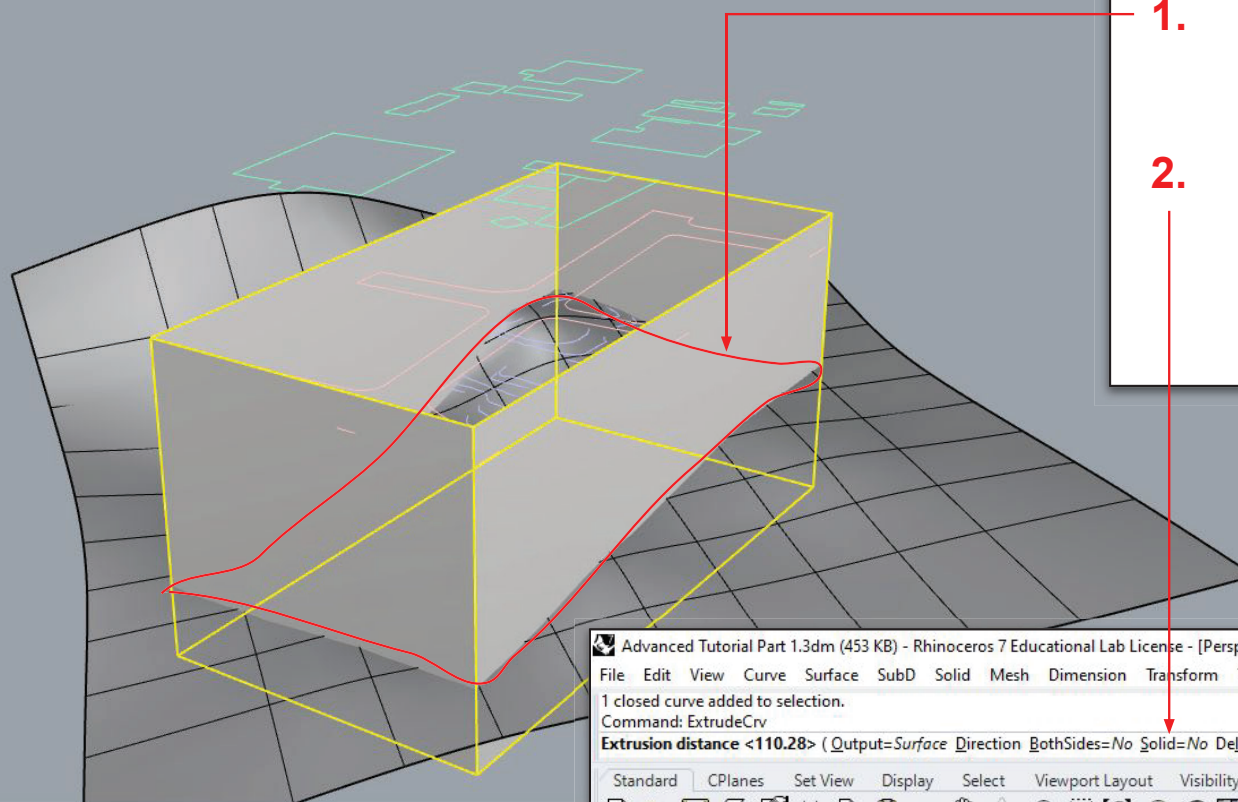 1.
2.
Advanced Tutorial Part 1.3dm (453 KB) - Rhinoceros 7 Educational Lab License - [Persp
File Edit View Curve Surface SubD Solid Mesh Dimension Transform
1 closed curve added to selection.
Command: ExtrudeCrv
Extrusion distance <110.28> ( Output=Surface Direction BothSides=No Solid=No Del
Standard CPlanes Set View Display Select Viewport Layout Visibility